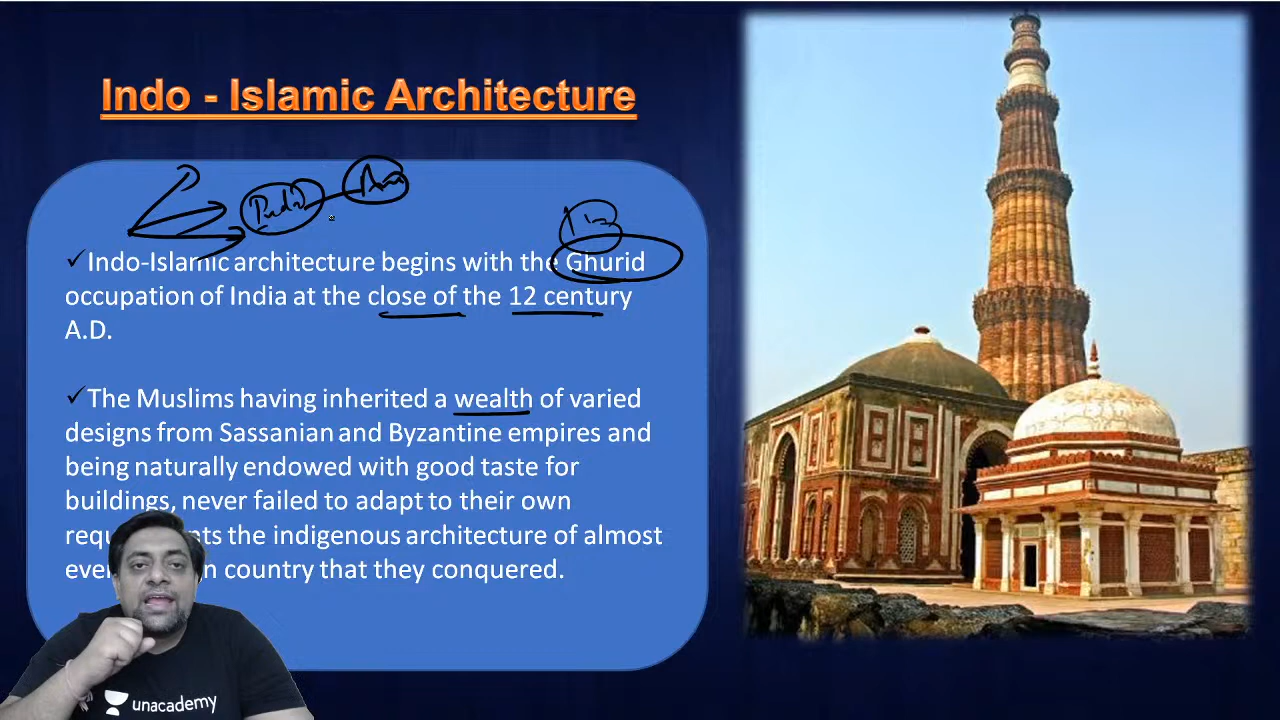 Indo - Islamic Architecture
✓Indo-Islamic architecture begins with the Ghurid
occupation of India at the close of the 12 century
A.D.
✓The Muslims having inherited a wealth of varied
designs from Sassanian and Byzantine empires and
being naturally endowed with good taste for
buildings, never failed to adapt to their own
the indigenous architecture of almost
country that they conquered.
unacademy